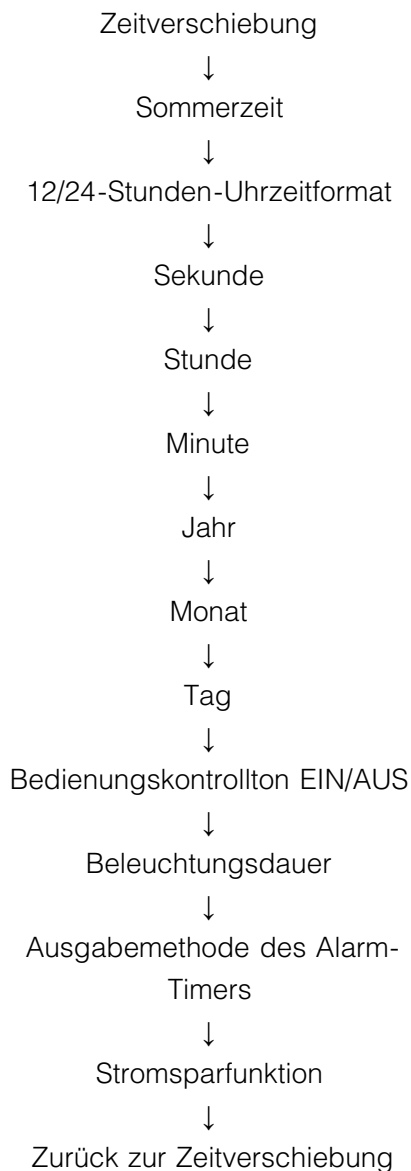 Zeitverschiebung
↓
Sommerzeit
↓
12/24-Stunden-Uhrzeitformat
↓
Sekunde
↓
Stunde
↓
Minute
↓
Jahr
↓
Monat
↓
Tag
↓
Bedienungskontrollton EIN/AUS
↓
Beleuchtungsdauer
↓
Ausgabemethode des Alarm-
Timers
↓
Stromsparfunktion
↓
Zurück zur Zeitverschiebung